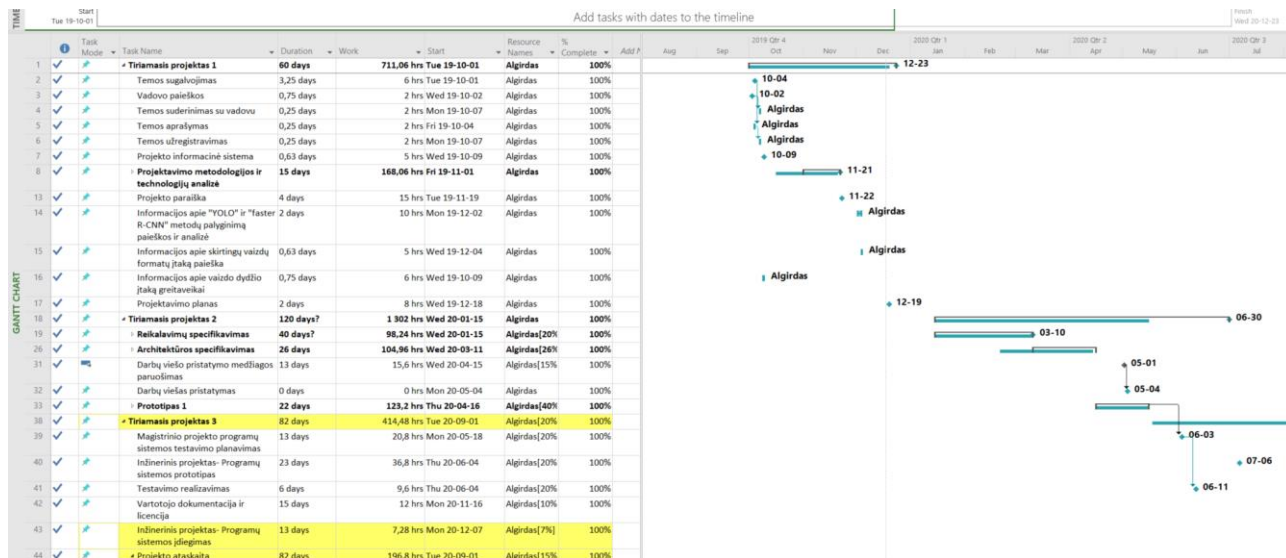 TIME
Start
Tue 19-10-01
Add tasks with dates to the timeline
Finish
Wed 20-12-23
GANTT CHART
Task Mode Task Name Duration Work Start Resource Names % Complete
2019 Qtr 4 2020 Qtr 1 2020 Qtr 2 2020 Qtr 3
Aug Sep Oct Nov Dec Jan Feb Mar Apr May Jun Jul
1 Tiriamasis projektas 1 60 days 711,06 hrs Tue 19-10-01 Algirdas 100% 12-23
2 Temos sugalvojimas 3,25 days 6 hrs Tue 19-10-01 Algirdas 100% 10-04
3 Vadovo paieškos 0,75 days 2 hrs Wed 19-10-02 Algirdas 100% 10-02
4 Temos suderinimas su vadovu 0,25 days 2 hrs Mon 19-10-07 Algirdas 100% Algirdas
5 Temos aprašymas 0,25 days 2 hrs Fri 19-10-04 Algirdas 100% Algirdas
6 Temos užregistravimas 0,25 days 2 hrs Mon 19-10-07 Algirdas 100% Algirdas
7 Projekto informacinė sistema 0,63 days 5 hrs Wed 19-10-09 Algirdas 100% 10-09
8 Projektavimo metodologijos ir 15 days 168,06 hrs Fri 19-11-01 Algirdas 100% 11-21
technologijų analizė
13 Projekto paraiška 4 days 15 hrs Tue 19-11-19 Algirdas 100% 11-22
14 Informacijos apie "YOLO" ir "faster 2 days 10 hrs Mon 19-12-02 Algirdas 100% Algirdas
R-CNN" metodų palyginimą
paieškos ir analizė
15 Informacijos apie skirtingų vaizdų 0,63 days 5 hrs Wed 19-12-04 Algirdas 100% Algirdas
formatų įtaką paieška
16 Informacijos apie vaizdo dydžio 0,75 days 6 hrs Wed 19-10-09 Algirdas 100% Algirdas
įtaką greitaveikai
17 Projektavimo planas 2 days 8 hrs Wed 19-12-18 Algirdas 100% 12-19
18 Tiriamasis projektas 2 120 days? 1 302 hrs Wed 20-01-15 Algirdas 100% 06-30
19 Reikalavimų specifikavimas 40 days? 98,24 hrs Wed 20-01-15 Algirdas[20% 100% 03-10
26 Architektūros specifikavimas 26 days 104,96 hrs Wed 20-03-11 Algirdas[26% 100%
31 Darbų viešo pristatymo medžiagos 13 days 15,6 hrs Wed 20-04-15 Algirdas[15% 100% 05-01
paruošimas
32 Darbų viešas pristatymas 0 days 0 hrs Mon 20-05-04 Algirdas 100% 05-04
33 Prototipas 1 22 days 123,2 hrs Thu 20-04-16 Algirdas[40% 100%
38 Tiriamasis projektas 3 82 days 414,48 hrs Tue 20-09-01 Algirdas[20% 100%
39 Magistrinio projekto programų 13 days 20,8 hrs Mon 20-05-18 Algirdas[20% 100% 06-03
sistemos testavimo planavimas
40 Inžinerinis projektas- Programų 23 days 36,8 hrs Thu 20-06-04 Algirdas[20% 100% 07-06
sistemos prototipas
41 Testavimo realizavimas 6 days 9,6 hrs Thu 20-06-04 Algirdas[20% 100% 06-11
42 Vartotojo dokumentacija ir 15 days 12 hrs Mon 20-11-16 Algirdas[10% 100%
licencija
43 Inžinerinis projektas- Programų 13 days 7,28 hrs Mon 20-12-07 Algirdas[7%] 100%
sistemos įdiegimas
44 Projekto ataskaita 82 days 196,8 hrs Tue 20-09-01 Algirdas[15% 100%